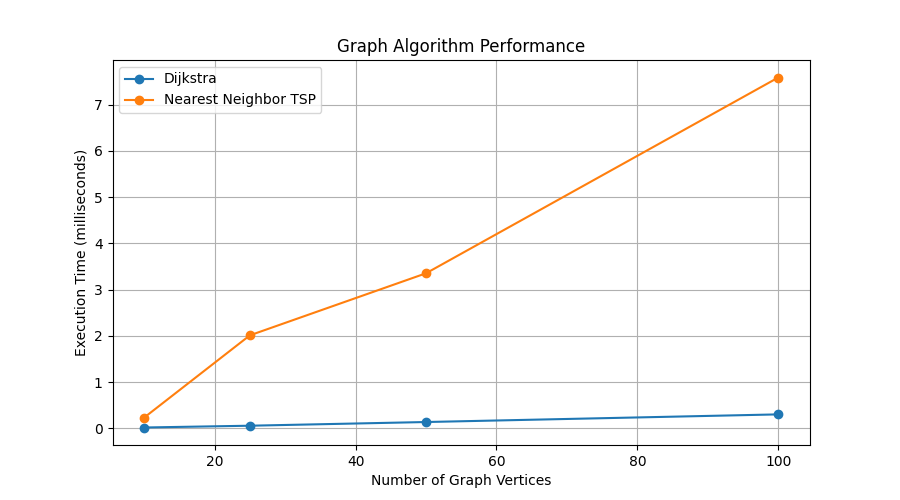 Graph Algorithm Performance
Dijkstra
Nearest Neighbor TSP
Execution Time (milliseconds)
7
6
5
4
3
2
1
0
20 40 60 80 100
Number of Graph Vertices